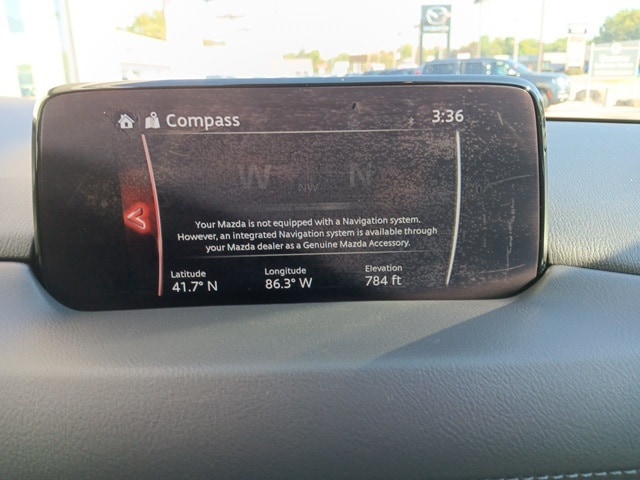 Compass 3:36
W NW N
Your Mazda is not equipped with a Navigation system.
However, an integrated Navigation system is available through
your Mazda dealer as a Genuine Mazda Accessory.
Latitude Longitude Elevation
41.7° N 86.3° W 784 ft